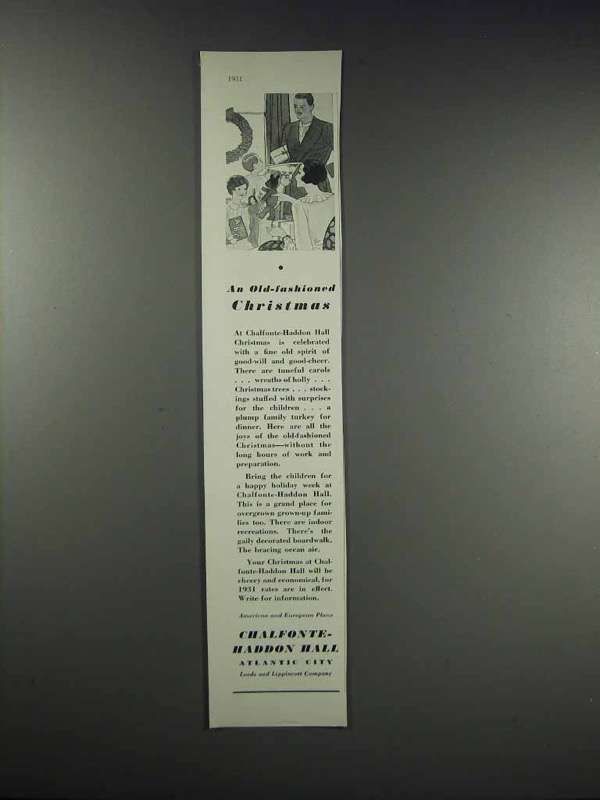 1931
An Old-fashioned
Christmas
At Chalfonte-Haddon Hall
Christmas is celebrated
with a fine old spirit of
good-will and good-cheer.
There are tuneful carols
. . . wreaths of holly . . .
Christmas trees . . . stock-
ings stuffed with surprises
for the children . . . a
plump family turkey for
dinner. Here are all the
joys of the old-fashioned
Christmas—without the
long hours of work and
preparation.
Bring the children for
a happy holiday week at
Chalfonte-Haddon Hall.
This is a grand place for
overgrown grown-up fami-
lies too. There are indoor
recreations. There's the
gaily decorated boardwalk.
The bracing ocean air.
Your Christmas at Chal-
fonte-Haddon Hall will be
cheery and economical, for
1931 rates are in effect.
Write for information.
American and European Plans
CHALFONTE-
HADDON HALL
ATLANTIC CITY
Leeds and Lippincott Company